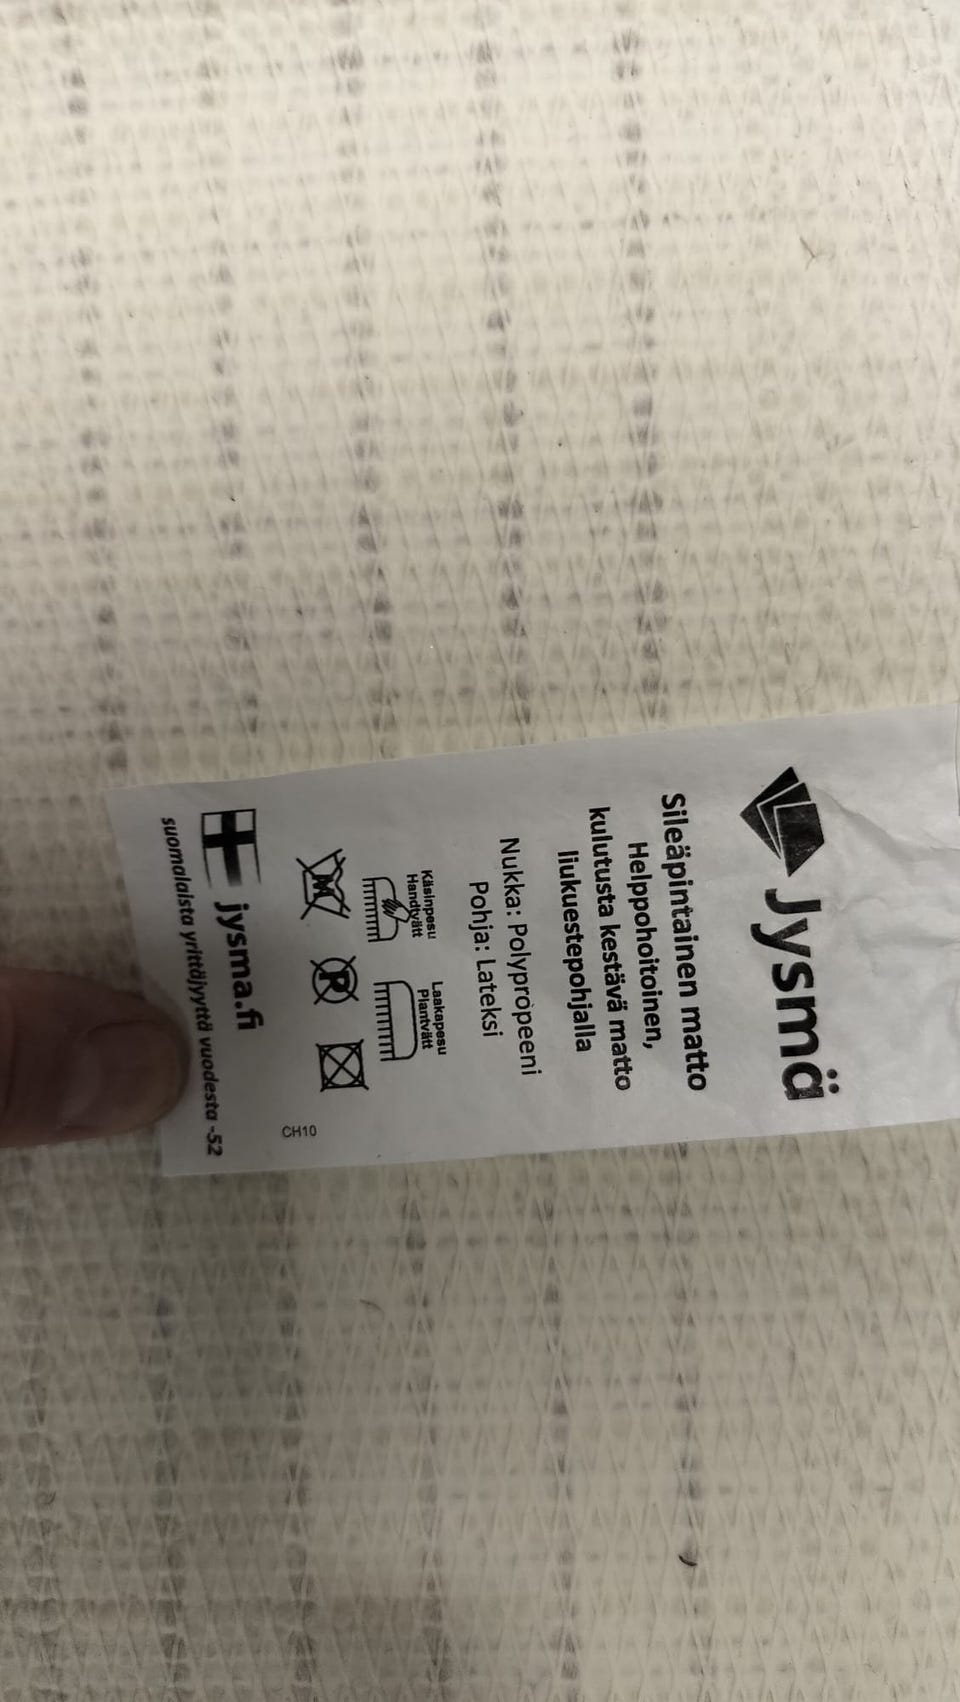 Jysmä
Sileäpintainen matto
Helppohoitoinen,
kulutusta kestävä matto
liukuestepohjalla
Nukka: Polypropeeni
Pohja: Lateksi
Käsinpesu
Handtvätt
Laakapesu
Plantvätt
M P
CH10
jysma.fi
suomalaista yrittäjyyttä vuodesta -52